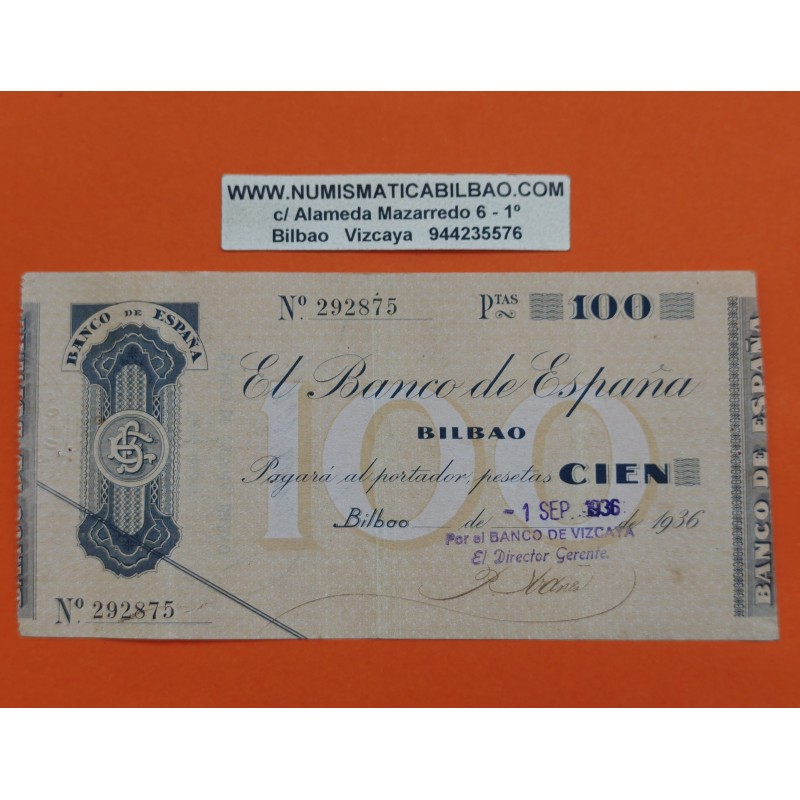 WWW.NUMISMATICABILBAO.COM
c/ Alameda Mazarredo 6 - 1º
Bilbao Vizcaya 944235576
Nº 292875 PTAS 100
BANCO DE ESPAÑA
El Banco de España
100
BILBAO
Pagará al portador, pesetas CIEN
Bilbao de - 1 SEP. 1936 de 1936
Por el BANCO DE VIZCAYA
El Director Gerente.
Nº 292875
BANCO DE ESPAÑA